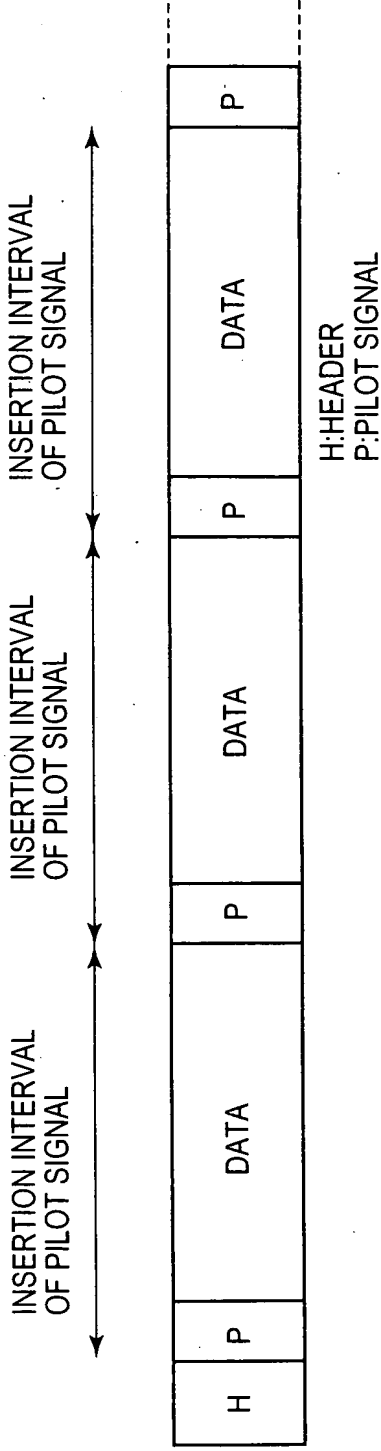 INSERTION INTERVAL
OF PILOT SIGNAL
INSERTION INTERVAL
OF PILOT SIGNAL
INSERTION INTERVAL
OF PILOT SIGNAL
H
P
DATA
P
DATA
P
DATA
P
H:HEADER
P:PILOT SIGNAL